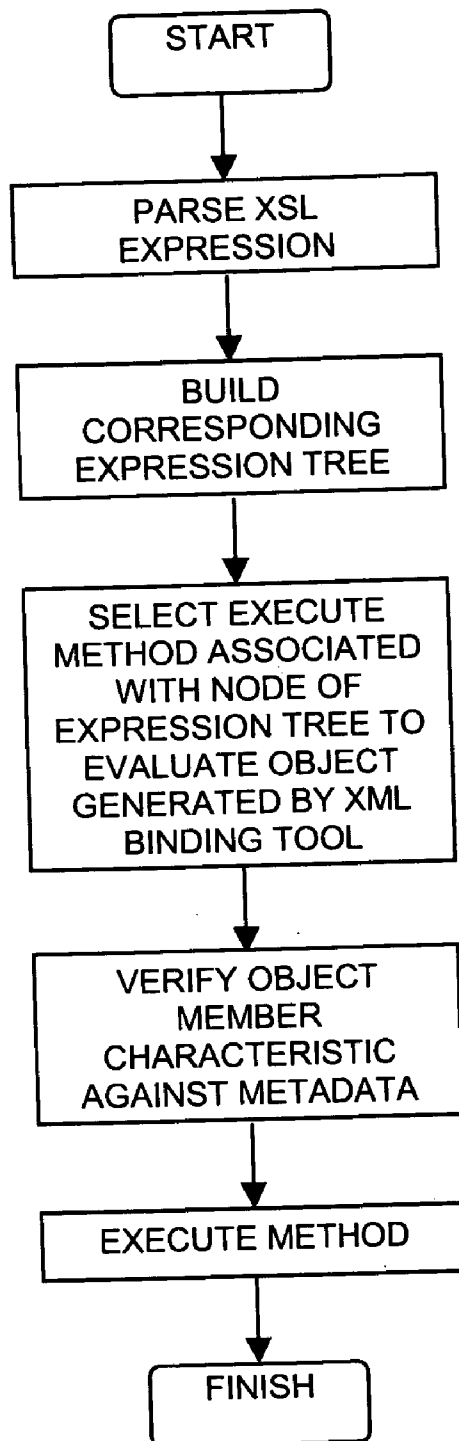 START
PARSE XSL
EXPRESSION
BUILD
CORRESPONDING
EXPRESSION TREE
SELECT EXECUTE
METHOD ASSOCIATED
WITH NODE OF
EXPRESSION TREE TO
EVALUATE OBJECT
GENERATED BY XML
BINDING TOOL
VERIFY OBJECT
MEMBER
CHARACTERISTIC
AGAINST METADATA
EXECUTE METHOD
FINISH